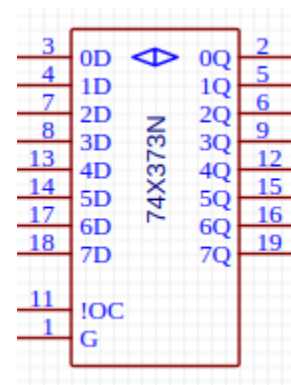 3 0D 0Q 2
4 1D 1Q 5
7 2D 2Q 6
8 3D 3Q 9
13 4D 4Q 12
14 5D 5Q 15
17 6D 6Q 16
18 7D 7Q 19
74X373N
11 !OC
1 G